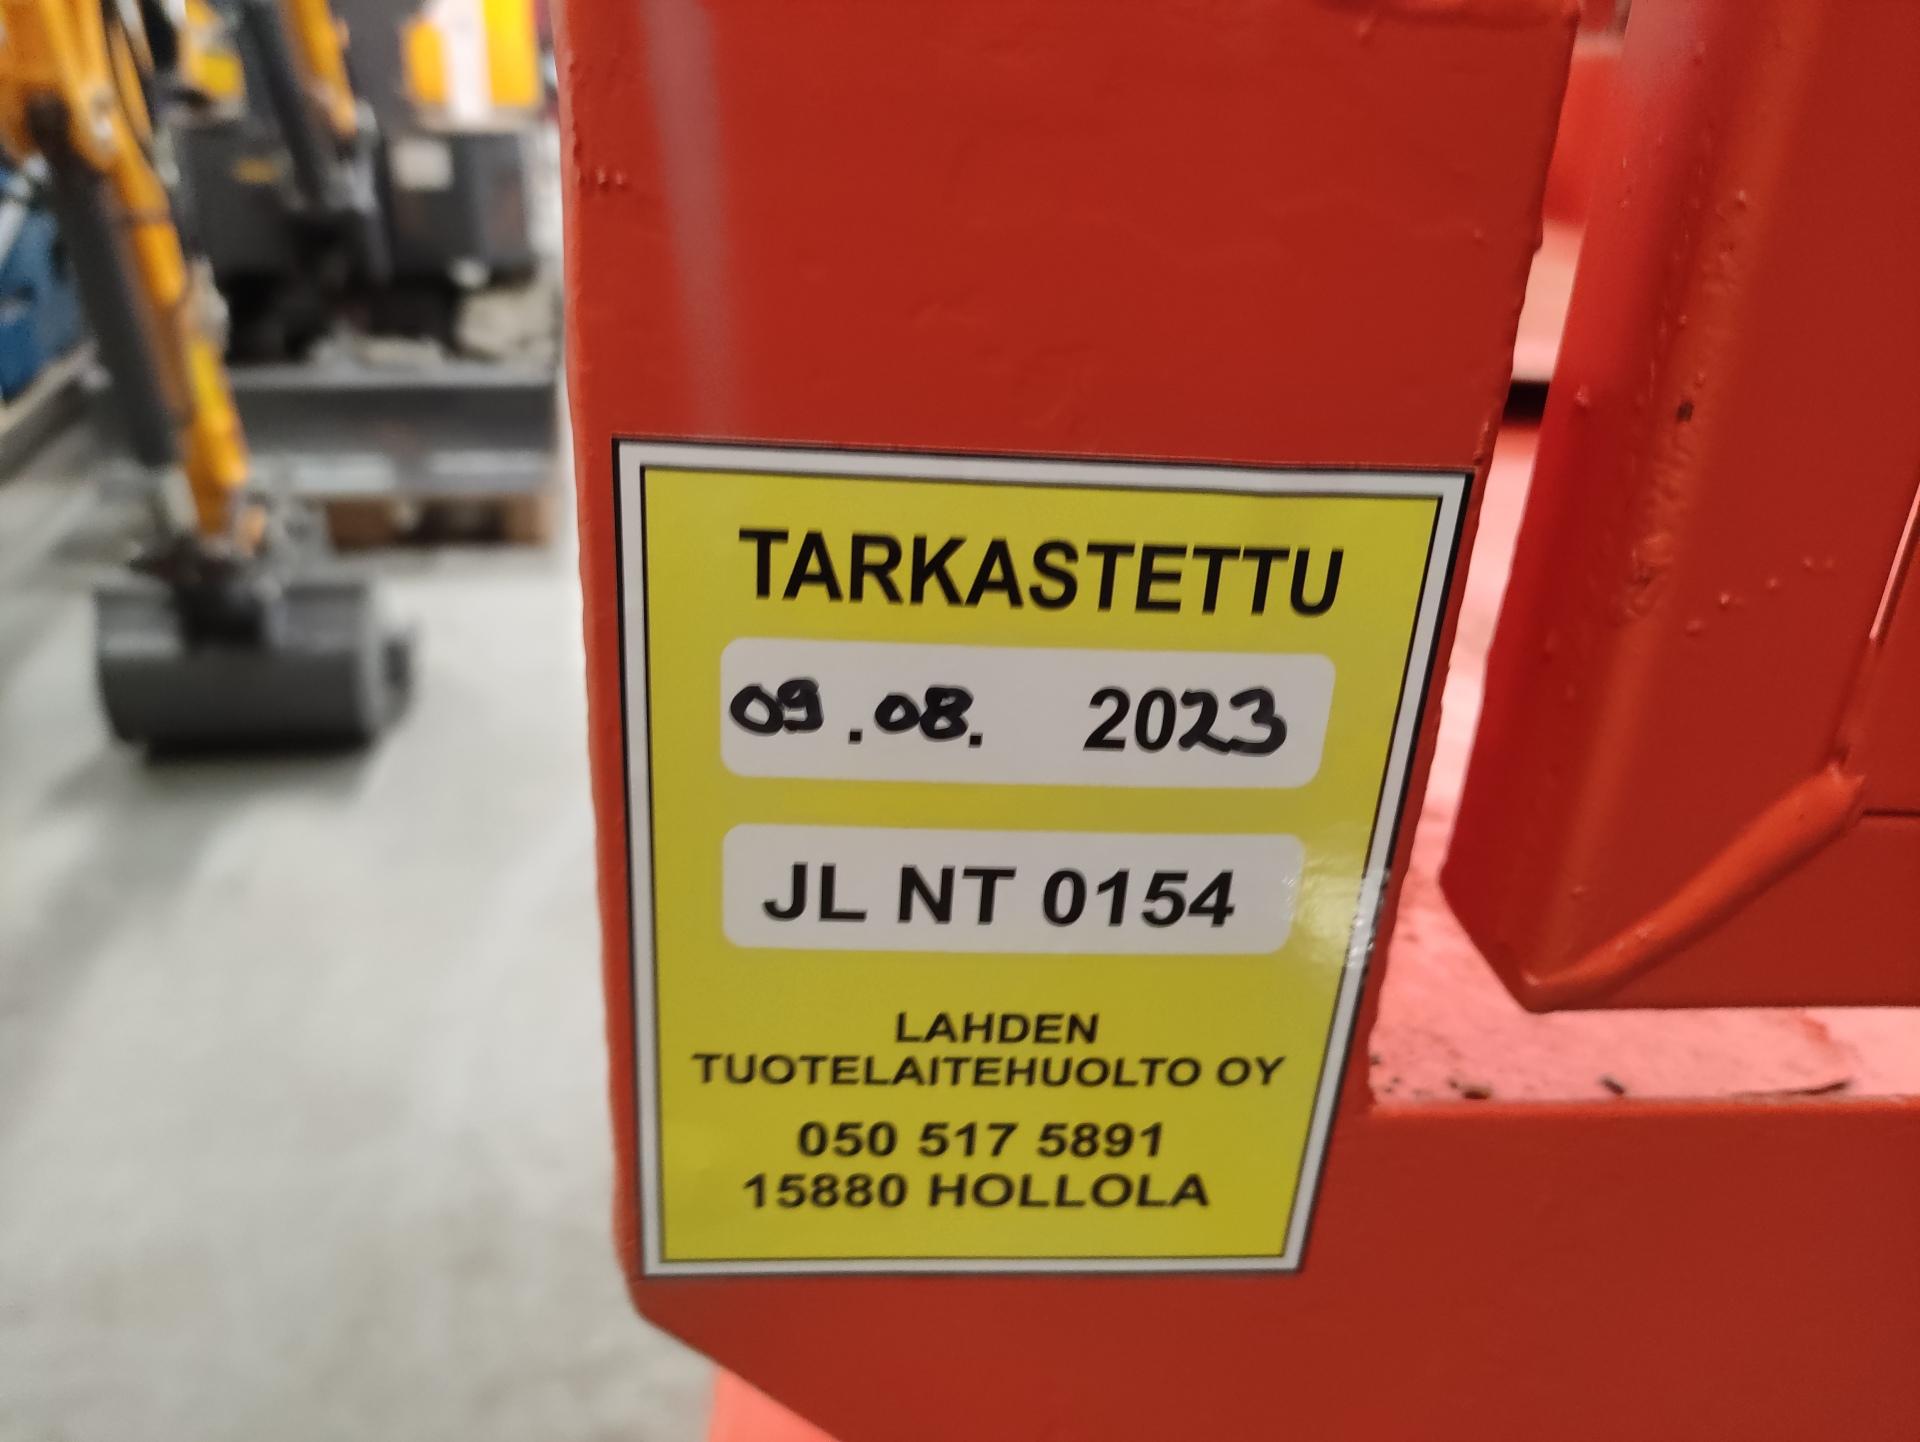 TARKASTETTU
09.08. 2023
JL NT 0154
LAHDEN
TUOTELAITEHUOLTO OY
050 517 5891
15880 HOLLOLA